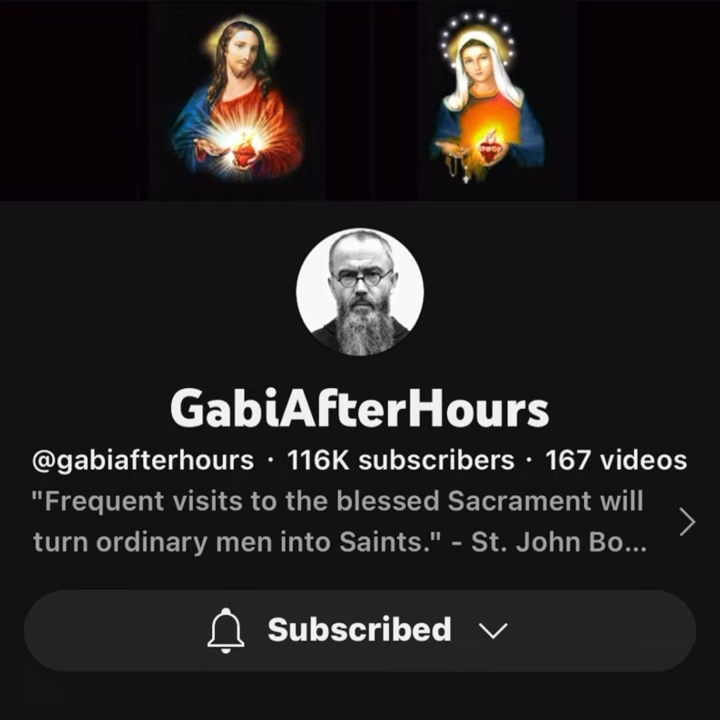 GabiAfterHours
@gabiafterhours · 116K subscribers · 167 videos
"Frequent visits to the blessed Sacrament will
turn ordinary men into Saints." - St. John Bo...
Subscribed